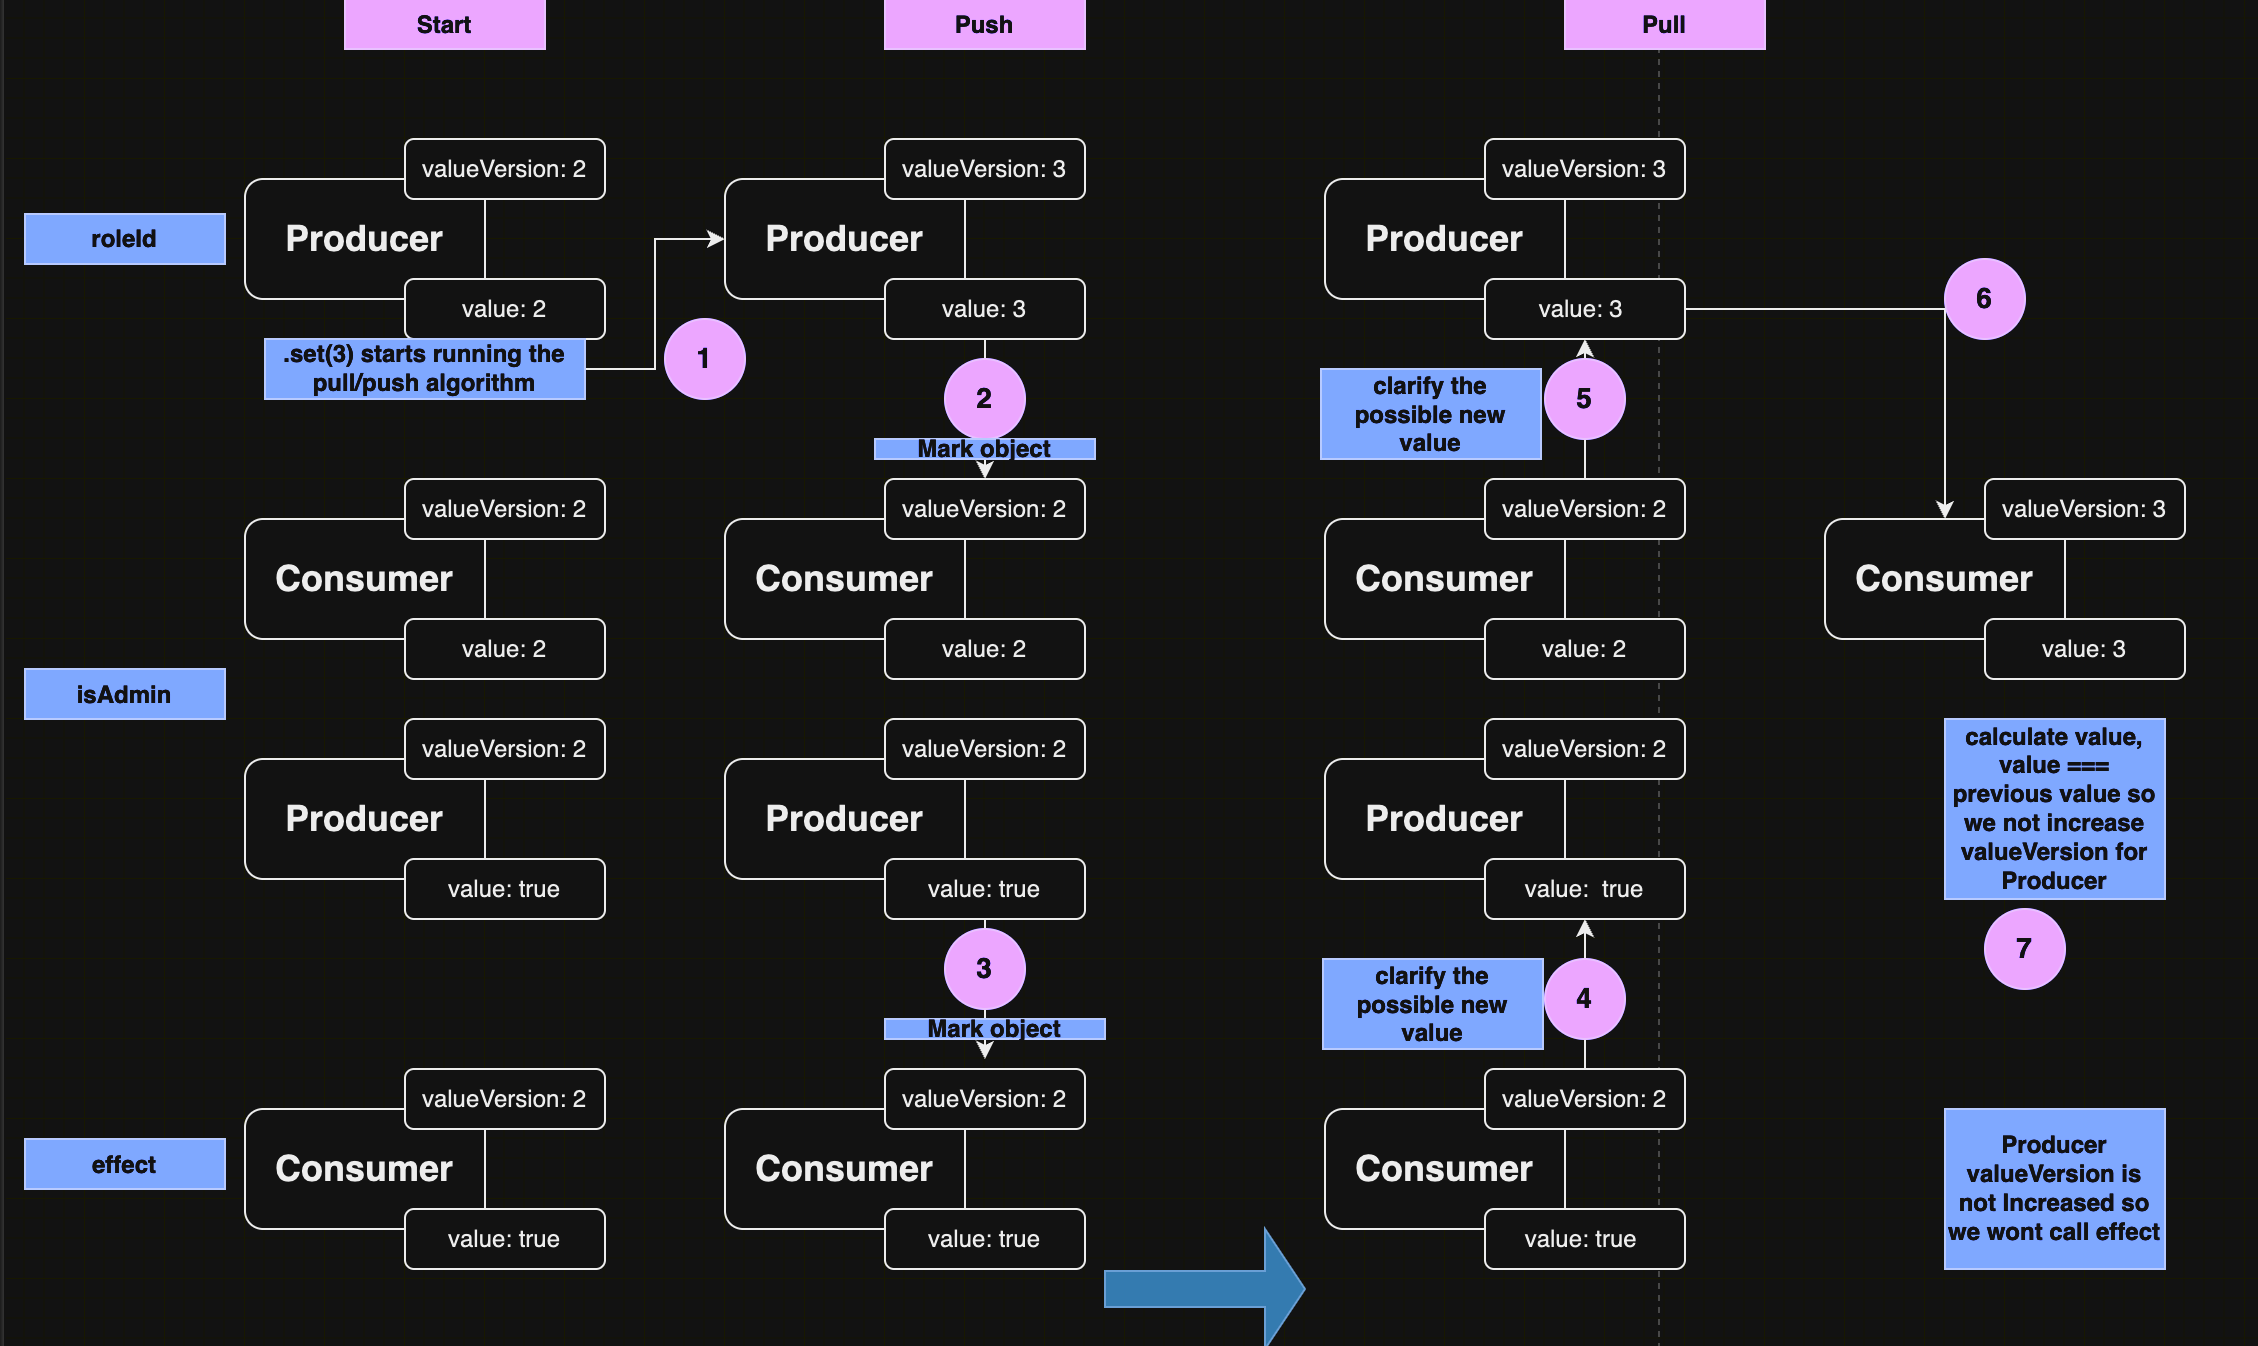 Start
Push
Pull
roleId
valueVersion: 2
Producer
value: 2
.set(3) starts running the
pull/push algorithm
1
valueVersion: 3
Producer
value: 3
2
Mark object
valueVersion: 3
Producer
value: 3
clarify the
possible new
value
5
6
isAdmin
valueVersion: 2
Consumer
value: 2
valueVersion: 2
Consumer
value: 2
valueVersion: 2
Consumer
value: 2
valueVersion: 3
Consumer
value: 3
valueVersion: 2
Producer
value: true
valueVersion: 2
Producer
value: true
3
Mark object
valueVersion: 2
Producer
value:  true
clarify the
possible new
value
4
calculate value,
value ===
previous value so
we not increase
valueVersion for
Producer
7
effect
valueVersion: 2
Consumer
value: true
valueVersion: 2
Consumer
value: true
valueVersion: 2
Consumer
value: true
Producer
valueVersion is
not Increased so
we wont call effect